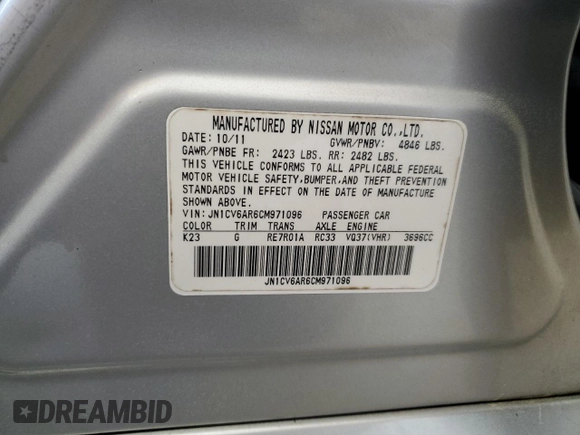 MANUFACTURED BY NISSAN MOTOR CO.,LTD.
DATE: 10/11 GVWR/PNBV: 4846 LBS.
GAWR/PNBE FR: 2423 LBS. RR: 2482 LBS.
THIS VEHICLE CONFORMS TO ALL APPLICABLE FEDERAL
MOTOR VEHICLE SAFETY,BUMPER,AND THEFT PREVENTION
STANDARDS IN EFFECT ON THE DATE OF MANUFACTURE
SHOWN ABOVE.
VIN: JN1CV6AR6CM971096 PASSENGER CAR
COLOR TRIM TRANS AXLE ENGINE
K23 G RE7R01A RC33 VQ37(VHR) 3696CC
JN1CV6AR6CM971096
DREAMBID